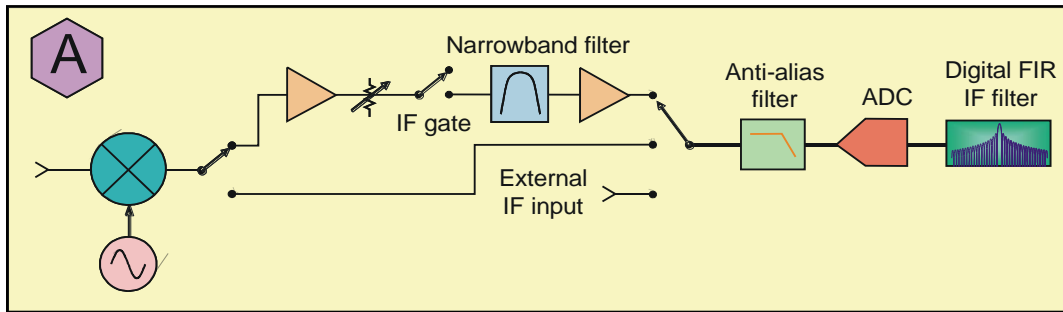 A
Narrowband filter
IF gate
External
IF input
Anti-alias
filter
ADC
Digital FIR
IF filter